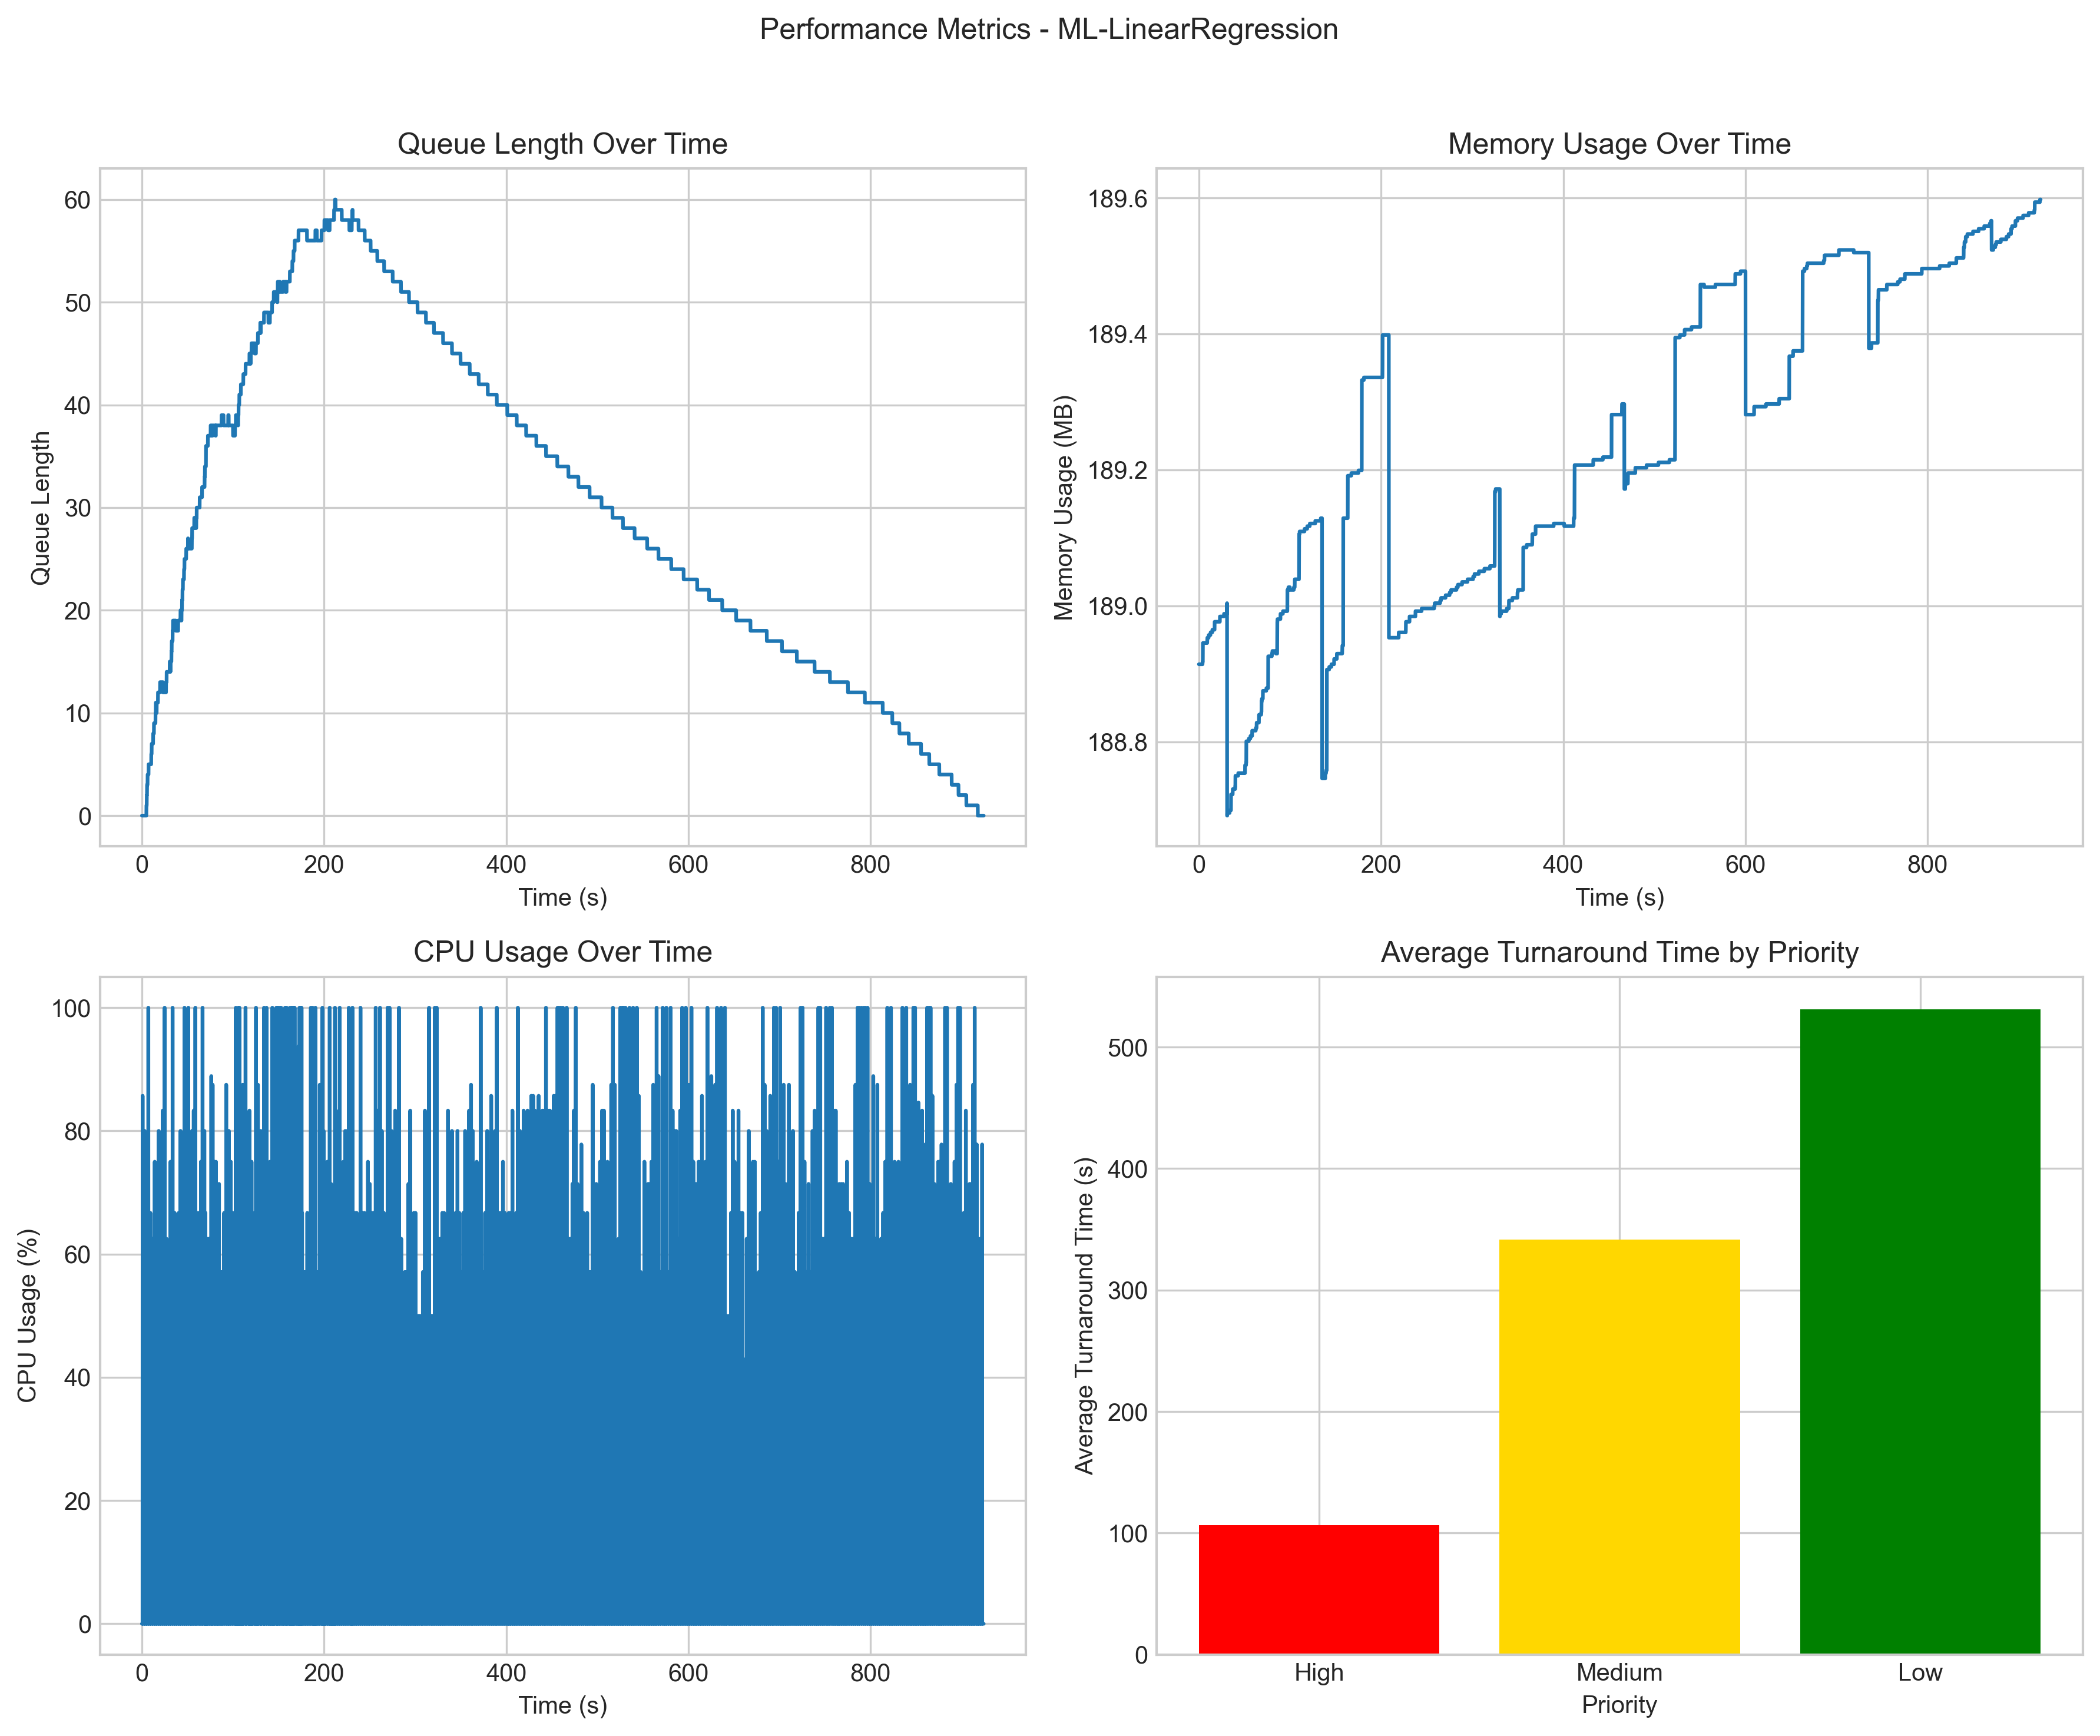 Performance Metrics - ML-LinearRegression
Queue Length Over Time
Queue Length
60
50
40
30
20
10
0
0 200 400 600 800
Time (s)
Memory Usage Over Time
Memory Usage (MB)
189.6
189.4
189.2
189.0
188.8
0 200 400 600 800
Time (s)
CPU Usage Over Time
CPU Usage (%)
100
80
60
40
20
0
0 200 400 600 800
Time (s)
Average Turnaround Time by Priority
Average Turnaround Time (s)
500
400
300
200
100
0
High Medium Low
Priority